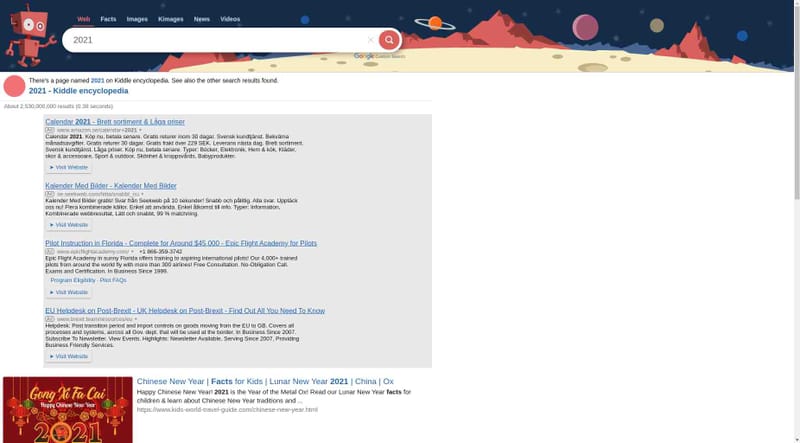 Web Facts Images Kimages News Videos
2021
Google Custom Search
There's a page named 2021 on Kiddle encyclopedia. See also the other search results found.
2021 - Kiddle encyclopedia
About 2,530,000,000 results (0.38 seconds)
Calendar 2021 - Brett sortiment & Låga priser
Ad www.amazon.se/calendar+2021
Calendar 2021. Köp nu, betala senare. Gratis returer inom 30 dagar. Svensk kundtjänst. Bekväma
månadsavgifter. Gratis returer 30 dagar. Gratis frakt över 229 SEK. Leverans nästa dag. Brett sortiment.
Svensk kundtjänst. Låga priser. Köp nu, betala senare. Typer: Böcker, Elektronik, Hem & kök, Kläder,
skor & accessoarer, Sport & outdoor, Skönhet & kroppsvård, Babyprodukter.
► Visit Website
Kalender Med Bilder - Kalender Med Bilder
Ad se.seekweb.com/hitta/snabbt_nu
Kalender Med Bilder gratis! Svar från Seekweb på 10 sekunder! Snabb och pålitlig. Alla svar. Upptäck
oss nu! Flera kombinerade källor. Enkel att använda. Enkel åtkomst till info. Typer: Information,
Kombinerade webbresultat, Lätt och snabbt, 99 % matchning.
► Visit Website
Pilot Instruction in Florida - Complete for Around $45,000 - Epic Flight Academy for Pilots
Ad www.epicflightacademy.com/ +1 866-359-3742
Epic Flight Academy in sunny Florida offers training to aspiring international pilots! Our 4,000+ trained
pilots from around the world fly with more than 300 airlines! Free Consultation. No-Obligation Call.
Exams and Certification. In Business Since 1999.
Program Eligibility · Pilot FAQs
► Visit Website
EU Helpdesk on Post-Brexit - UK Helpdesk on Post-Brexit - Find Out All You Need To Know
Ad
Helpdesk: Post transition period and import controls on goods moving from the EU to GB. Covers all
processes and systems, across all Gov. dept. that will be used at the border. In Business Since 2007.
Subscribe To Newsletter. View Events. Highlights: Newsletter Available, Serving Since 2007, Providing
Business Friendly Services.
► Visit Website
Chinese New Year | Facts for Kids | Lunar New Year 2021 | China | Ox
Happy Chinese New Year! 2021 is the Year of the Metal Ox! Read our Lunar New Year facts for
children & learn about Chinese New Year traditions and ...
https://www.kids-world-travel-guide.com/chinese-new-year.html
Gong Xi Fa Cai
Happy Chinese New Year
2021